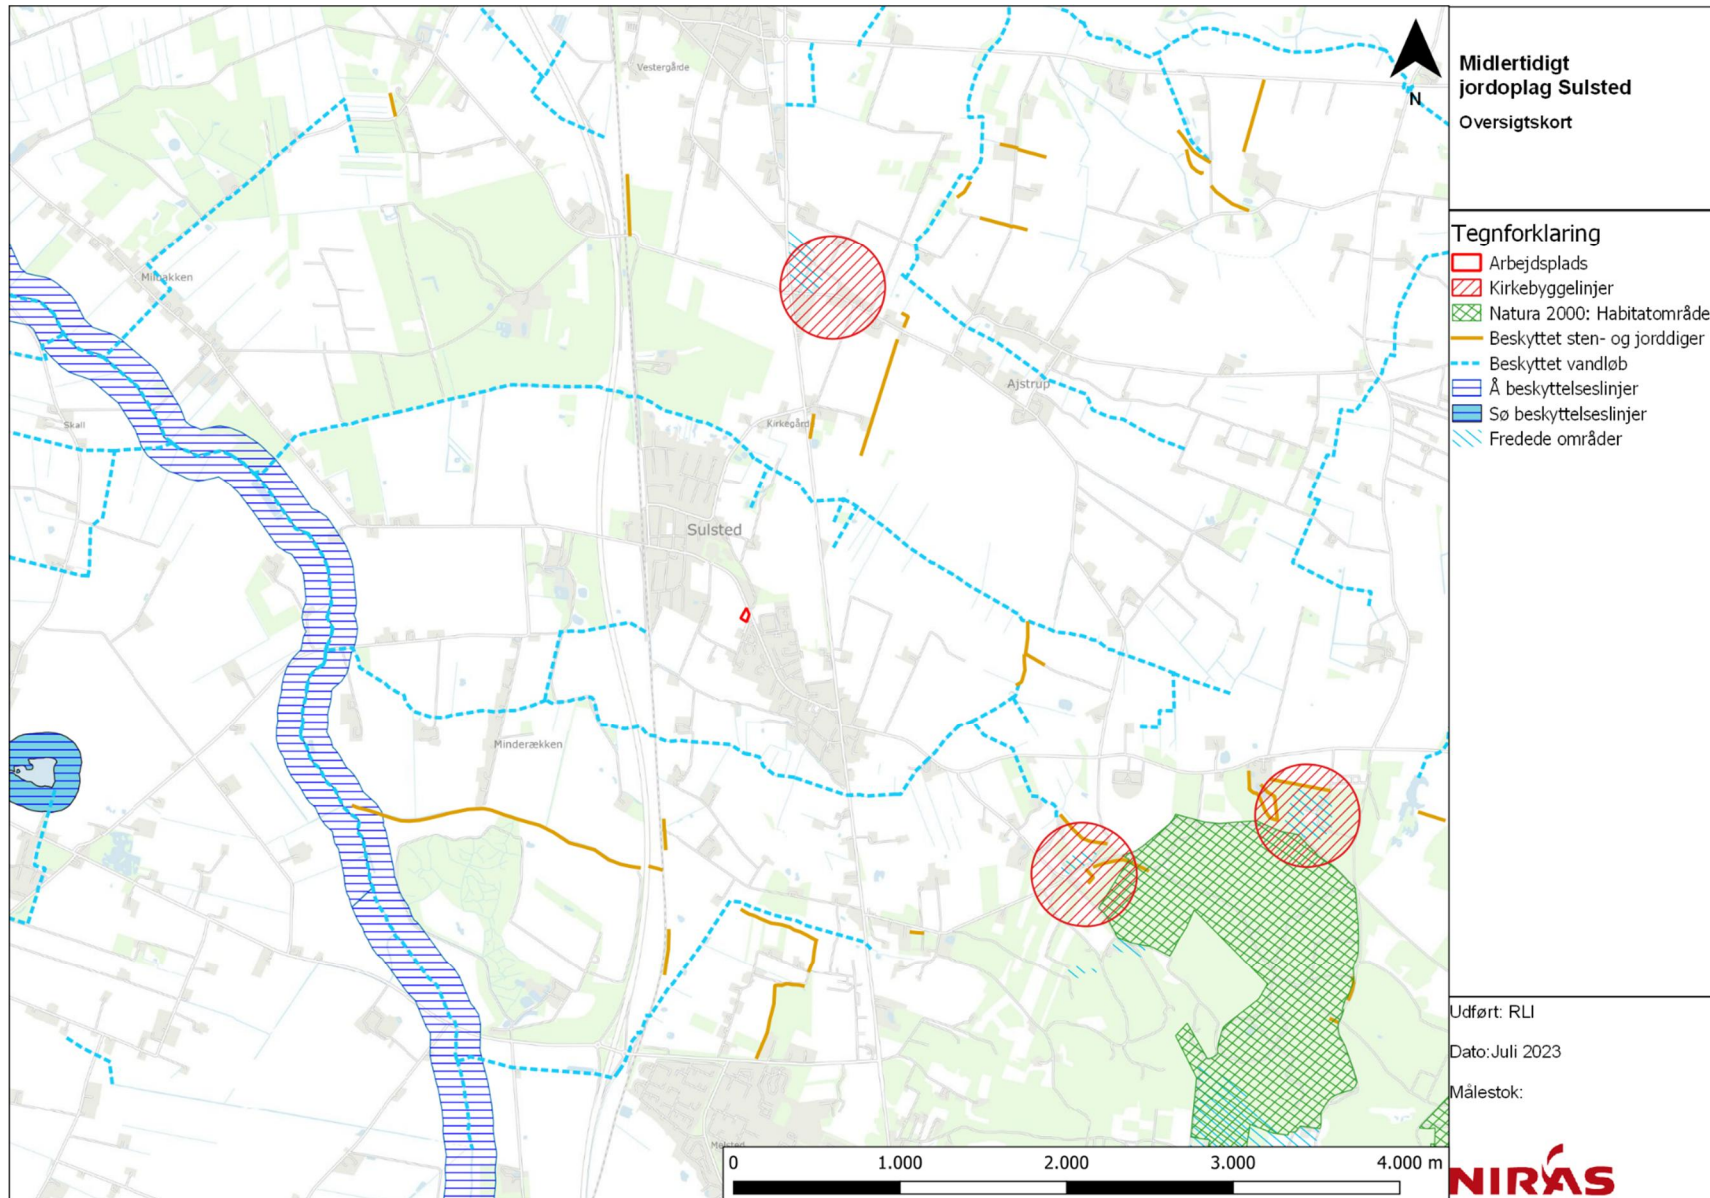 Midlertidigt
jordoplag Sulsted
Oversigtskort
N
Tegnforklaring
Arbejdsplads
Kirkebyggelinjer
Natura 2000: Habitatområde
Beskyttet sten- og jorddiger
Beskyttet vandløb
Å beskyttelseslinjer
Sø beskyttelseslinjer
Fredede områder
Vestergårde
Milbakken
Ajstrup
Skall
Kirkegård
Sulsted
Minderækken
Udført: RLI
Dato:Juli 2023
Målestok:
0 1.000 2.000 3.000 4.000 m
NIRAS